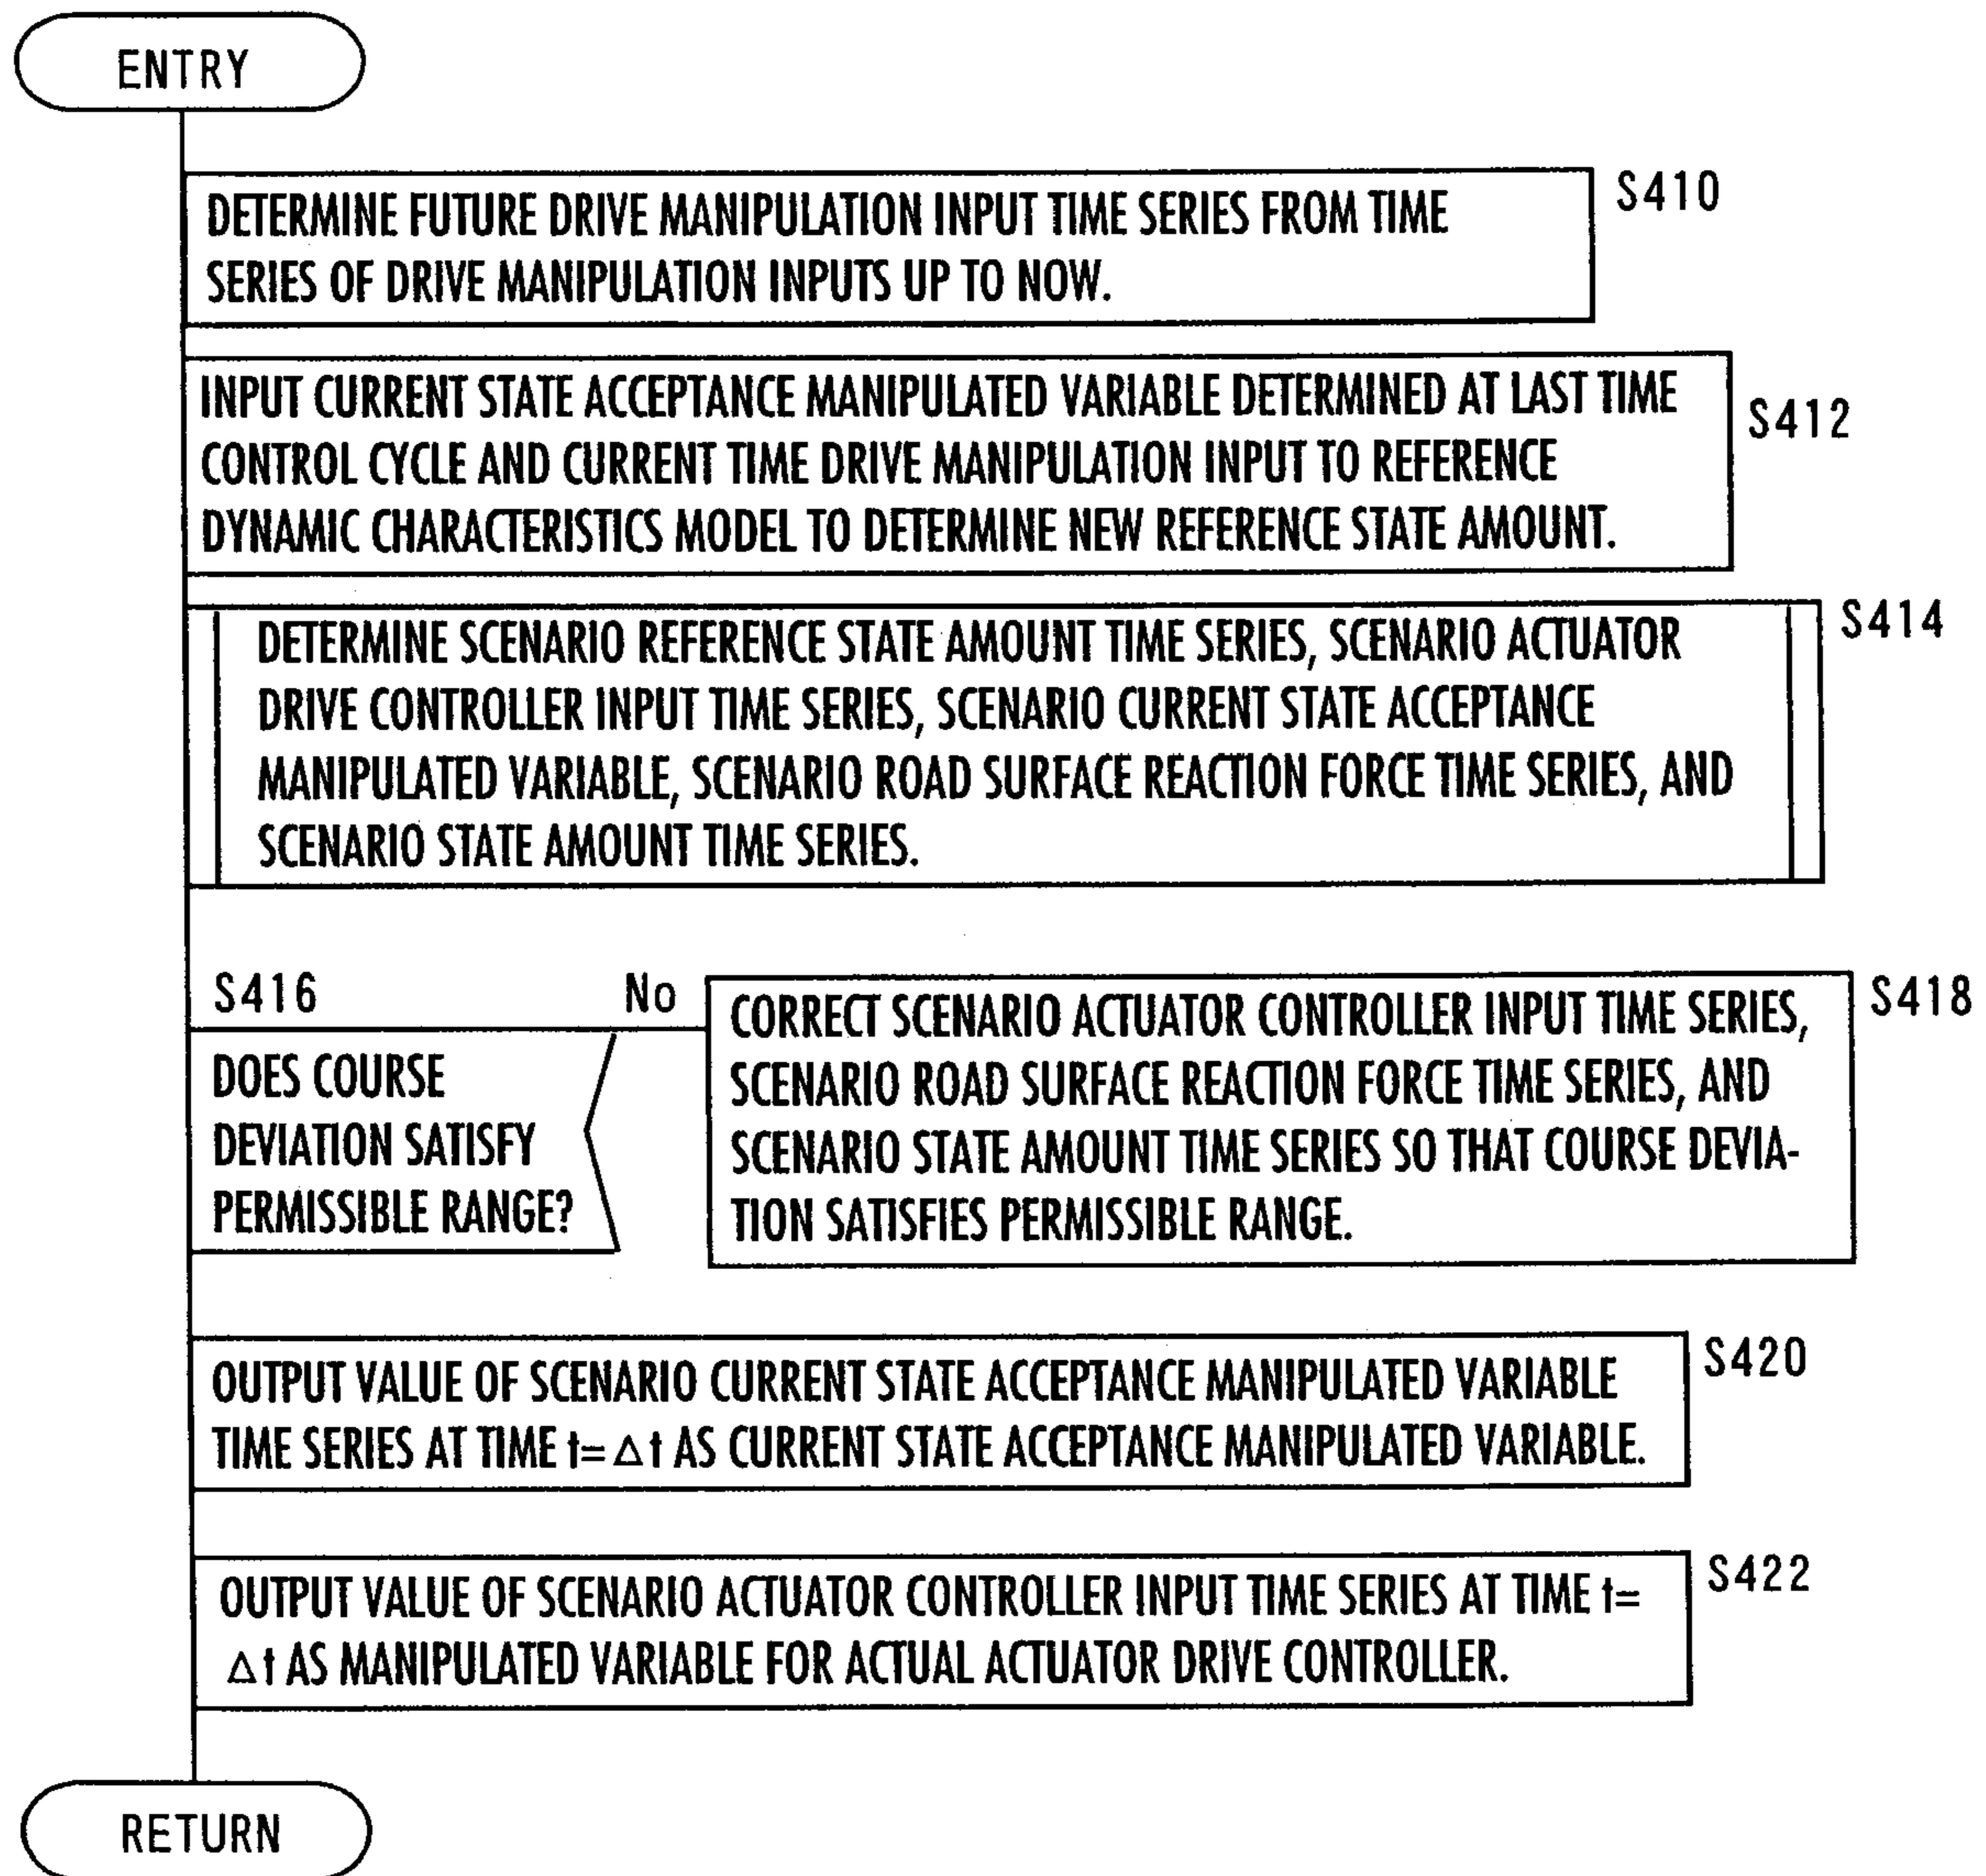 ENTRY
S410
DETERMINE FUTURE DRIVE MANIPULATION INPUT TIME SERIES FROM TIME
SERIES OF DRIVE MANIPULATION INPUTS UP TO NOW.
S412
INPUT CURRENT STATE ACCEPTANCE MANIPULATED VARIABLE DETERMINED AT LAST TIME
CONTROL CYCLE AND CURRENT TIME DRIVE MANIPULATION INPUT TO REFERENCE
DYNAMIC CHARACTERISTICS MODEL TO DETERMINE NEW REFERENCE STATE AMOUNT.
S414
DETERMINE SCENARIO REFERENCE STATE AMOUNT TIME SERIES, SCENARIO ACTUATOR
DRIVE CONTROLLER INPUT TIME SERIES, SCENARIO CURRENT STATE ACCEPTANCE
MANIPULATED VARIABLE, SCENARIO ROAD SURFACE REACTION FORCE TIME SERIES, AND
SCENARIO STATE AMOUNT TIME SERIES.
S416
DOES COURSE
DEVIATION SATISFY
PERMISSIBLE RANGE?
No
S418
CORRECT SCENARIO ACTUATOR CONTROLLER INPUT TIME SERIES,
SCENARIO ROAD SURFACE REACTION FORCE TIME SERIES, AND
SCENARIO STATE AMOUNT TIME SERIES SO THAT COURSE DEVIA-
TION SATISFIES PERMISSIBLE RANGE.
S420
OUTPUT VALUE OF SCENARIO CURRENT STATE ACCEPTANCE MANIPULATED VARIABLE
TIME SERIES AT TIME t=△t AS CURRENT STATE ACCEPTANCE MANIPULATED VARIABLE.
S422
OUTPUT VALUE OF SCENARIO ACTUATOR CONTROLLER INPUT TIME SERIES AT TIME t=
△t AS MANIPULATED VARIABLE FOR ACTUAL ACTUATOR DRIVE CONTROLLER.
RETURN